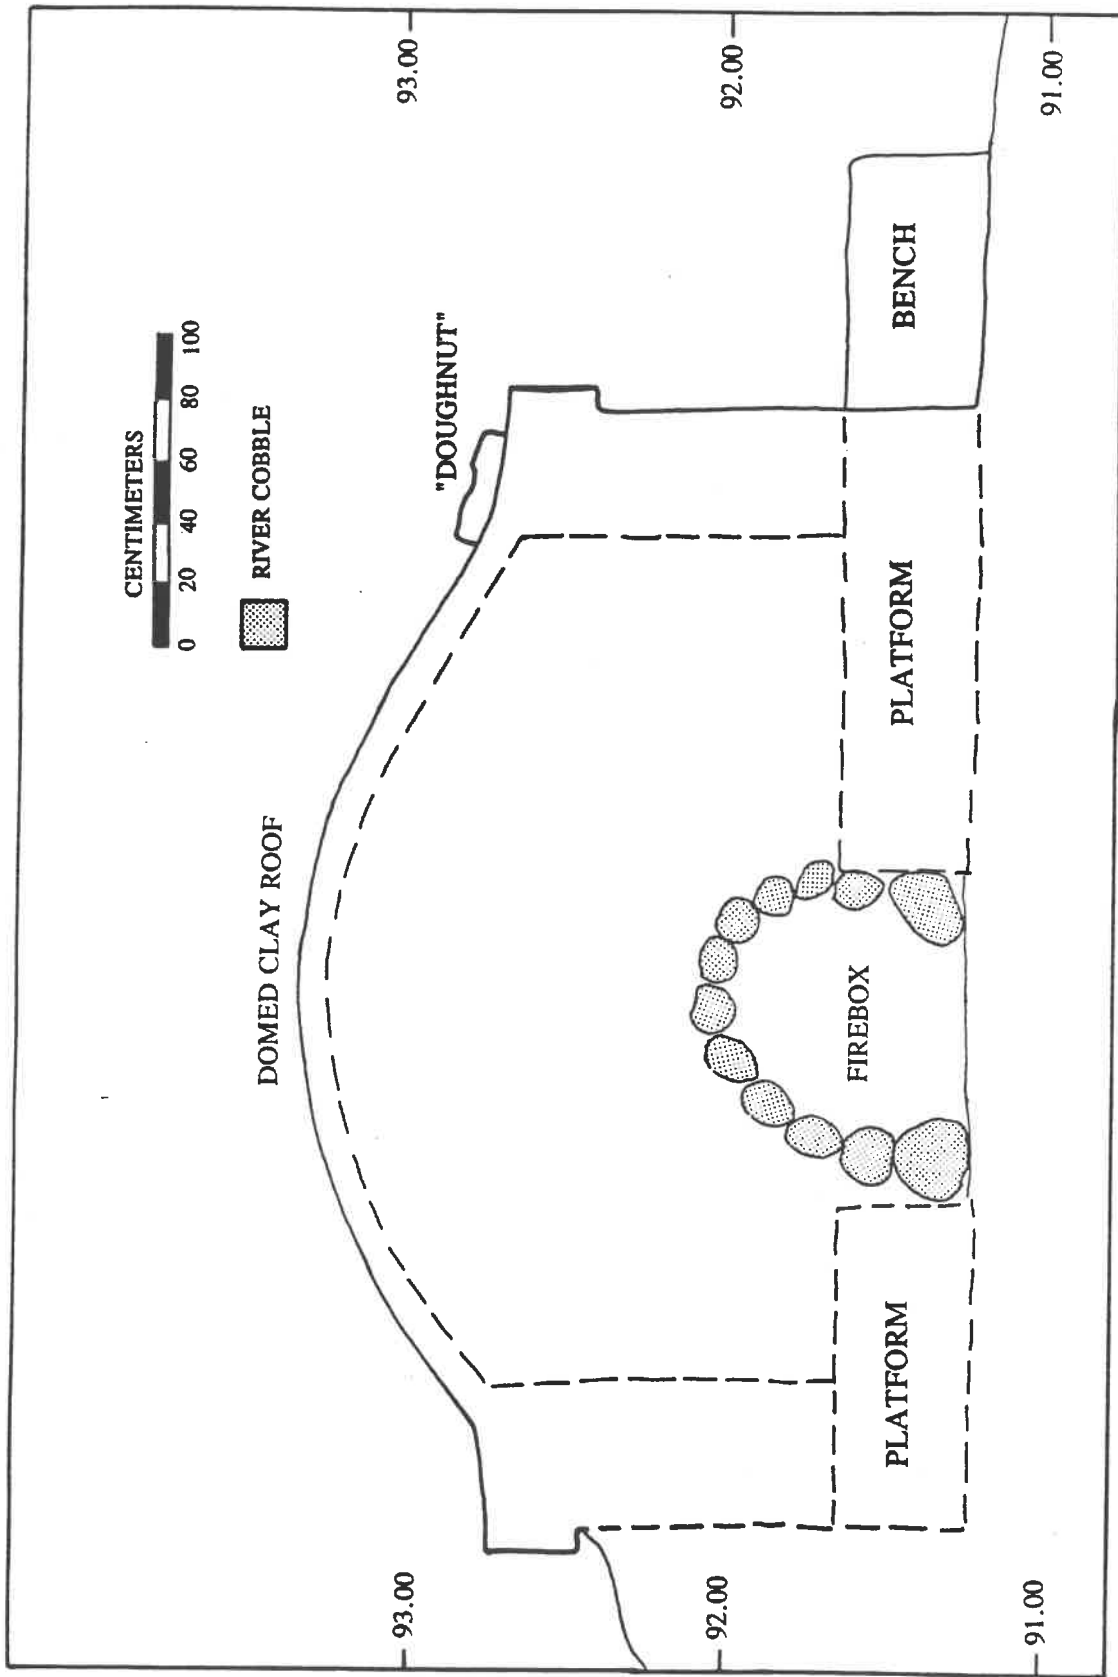 CENTIMETERS
0 20 40 60 80 100
RIVER COBBLE
DOMED CLAY ROOF
"DOUGHNUT"
93.00
93.00
92.00
92.00
FIREBOX
PLATFORM
PLATFORM
BENCH
91.00
91.00